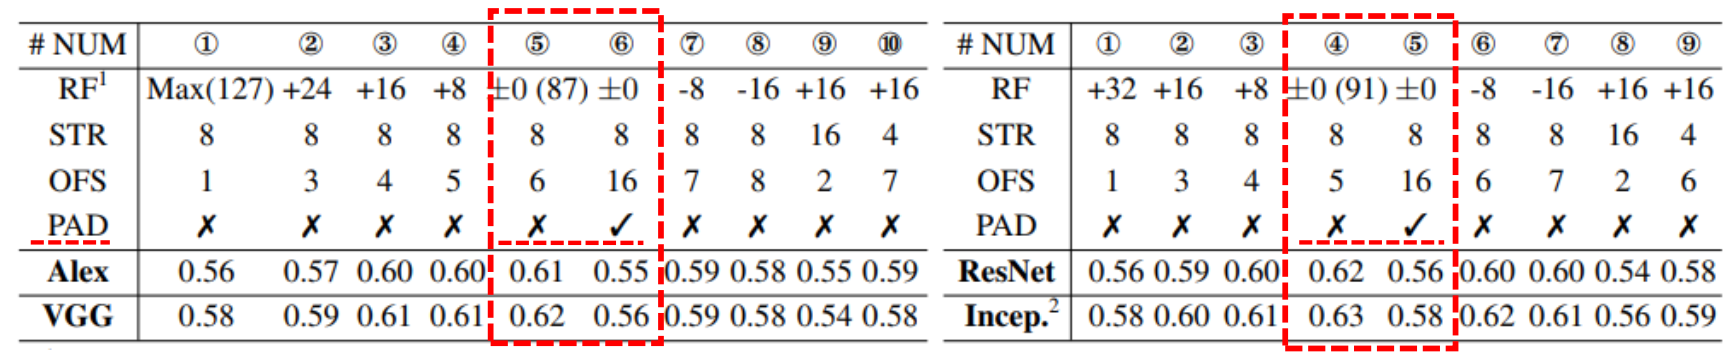 # NUM ① ② ③ ④ ⑤ ⑥ ⑦ ⑧ ⑨ ⑩
RF¹ Max(127) +24 +16 +8 ±0 (87) ±0 -8 -16 +16 +16
STR 8 8 8 8 8 8 8 8 16 4
OFS 1 3 4 5 6 16 7 8 2 7
PAD ✗ ✗ ✗ ✗ ✗ ✓ ✗ ✗ ✗ ✗
Alex 0.56 0.57 0.60 0.60 0.61 0.55 0.59 0.58 0.55 0.59
VGG 0.58 0.59 0.61 0.61 0.62 0.56 0.59 0.58 0.54 0.58
# NUM ① ② ③ ④ ⑤ ⑥ ⑦ ⑧ ⑨
RF +32 +16 +8 ±0 (91) ±0 -8 -16 +16 +16
STR 8 8 8 8 8 8 8 16 4
OFS 1 3 4 5 16 6 7 2 6
PAD ✗ ✗ ✗ ✗ ✓ ✗ ✗ ✗ ✗
ResNet 0.56 0.59 0.60 0.62 0.56 0.60 0.60 0.54 0.58
Incep.² 0.58 0.60 0.61 0.63 0.58 0.62 0.61 0.56 0.59